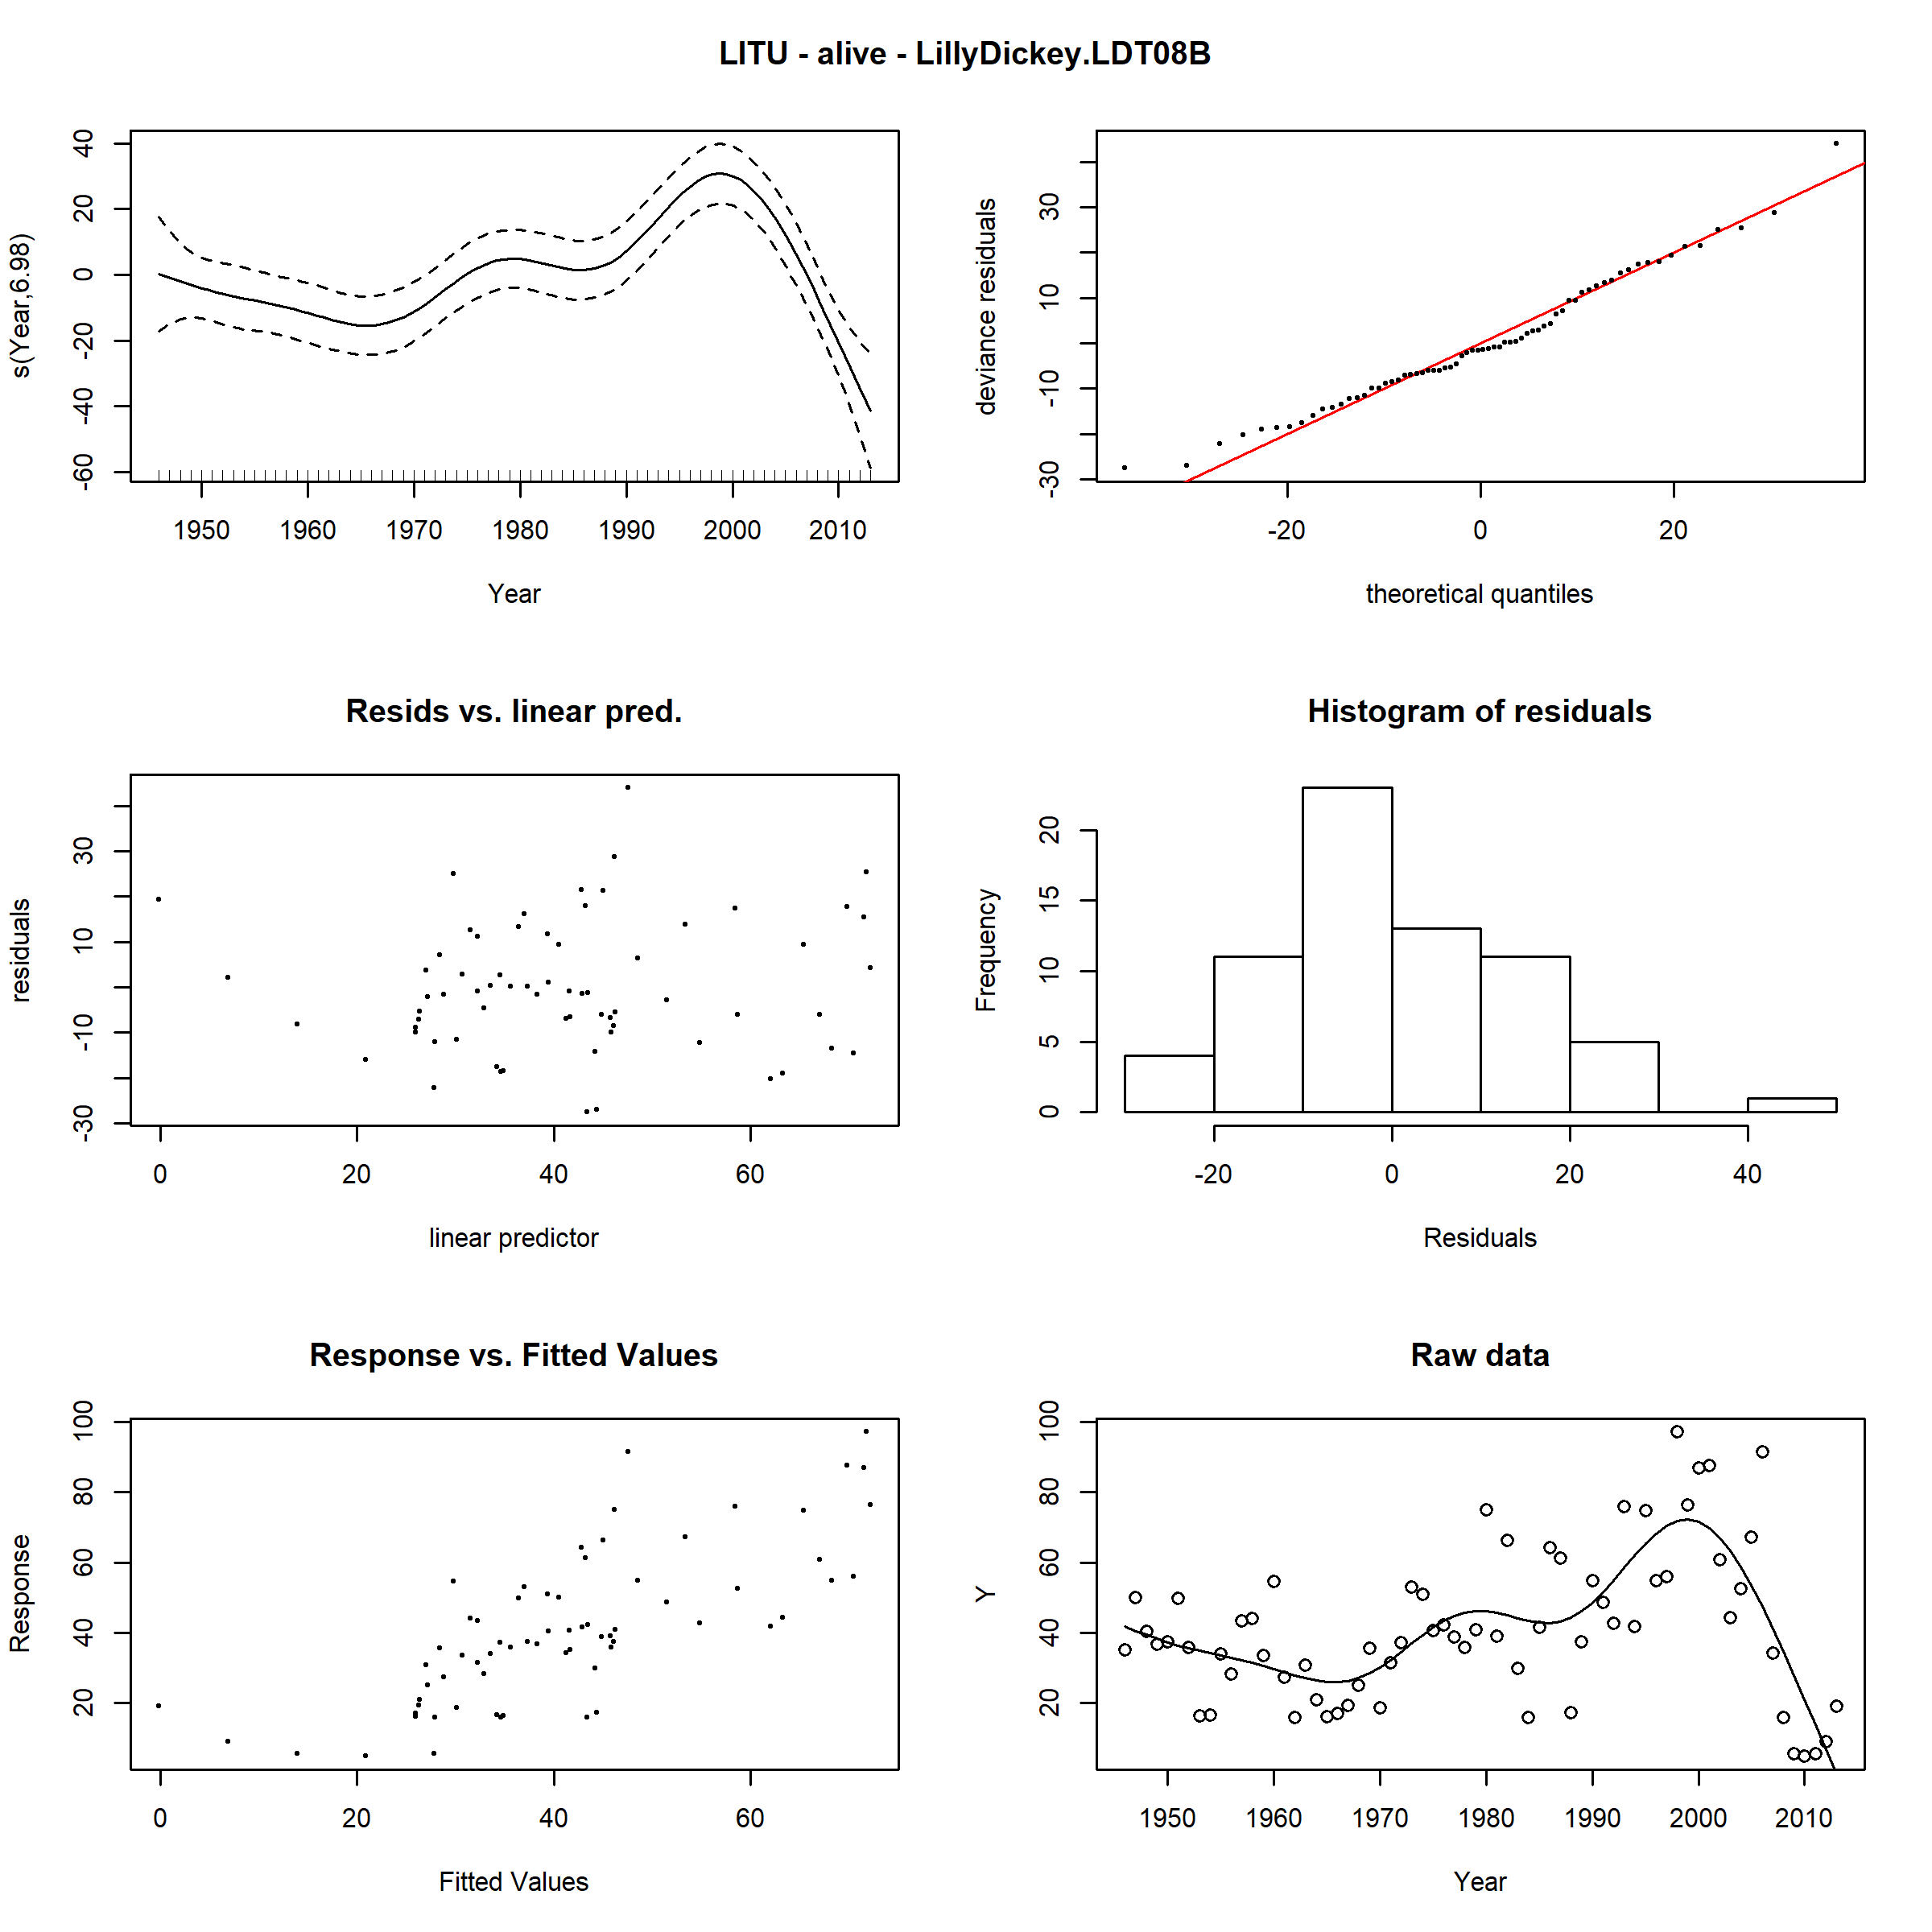 LITU - alive - LillyDickey.LDT08B
s(Year,6.98)
40
20
0
-20
-40
-60
1950 1960 1970 1980 1990 2000 2010
Year
deviance residuals
30
10
-10
-30
-20 0 20
theoretical quantiles
Resids vs. linear pred.
residuals
30
10
-10
-30
0 20 40 60
linear predictor
Histogram of residuals
Frequency
20
15
10
5
0
-20 0 20 40
Residuals
Response vs. Fitted Values
Response
100
80
60
40
20
0 20 40 60
Fitted Values
Raw data
Y
100
80
60
40
20
1950 1960 1970 1980 1990 2000 2010
Year